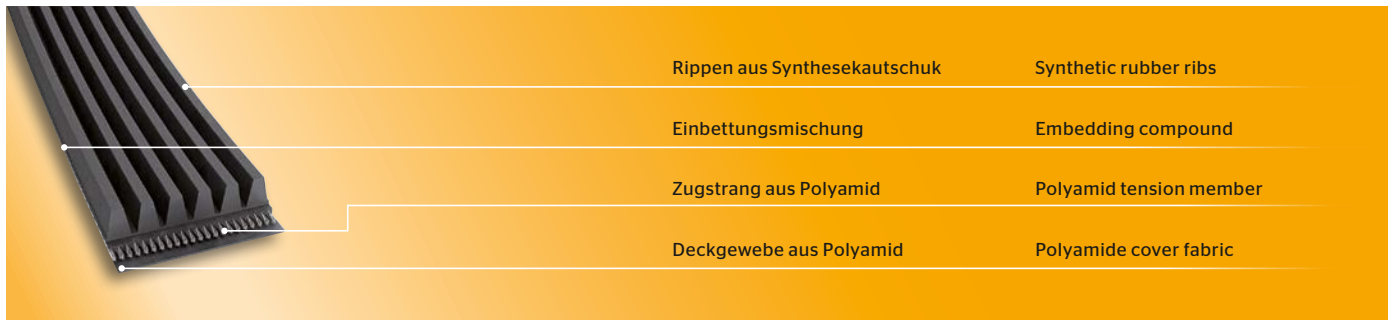 Rippen aus Synthesekautschuk Synthetic rubber ribs
Einbettungsmischung Embedding compound
Zugstrang aus Polyamid Polyamid tension member
Deckgewebe aus Polyamid Polyamide cover fabric